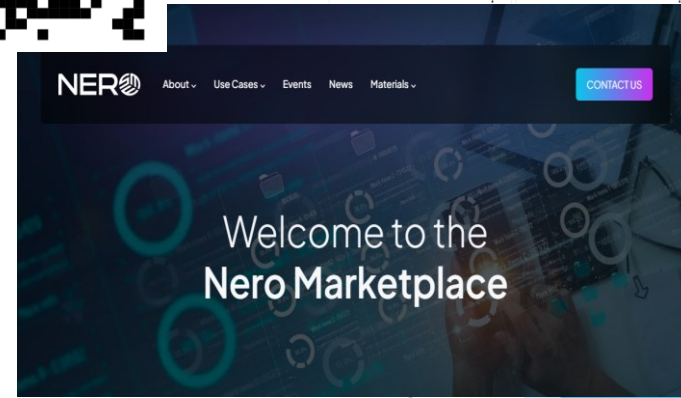 NERO
About Use Cases Events News Materials
CONTACT US
Welcome to the
Nero Marketplace